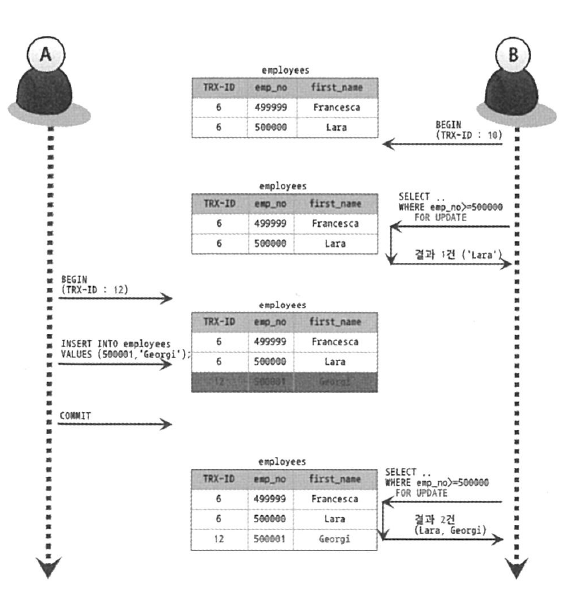 A
B
employees
TRX-ID emp_no first_name
6 499999 Francesca
6 500000 Lara
BEGIN
(TRX-ID : 10)
employees
TRX-ID emp_no first_name
6 499999 Francesca
6 500000 Lara
SELECT ..
WHERE emp_no>=500000
FOR UPDATE
결과 1건 ('Lara')
BEGIN
(TRX-ID : 12)
employees
TRX-ID emp_no first_name
6 499999 Francesca
6 500000 Lara
12 500001 Georgi
INSERT INTO employees
VALUES (500001,'Georgi');
COMMIT
employees
TRX-ID emp_no first_name
6 499999 Francesca
6 500000 Lara
12 500001 Georgi
SELECT ..
WHERE emp_no>=500000
FOR UPDATE
결과 2건
(Lara, Georgi)